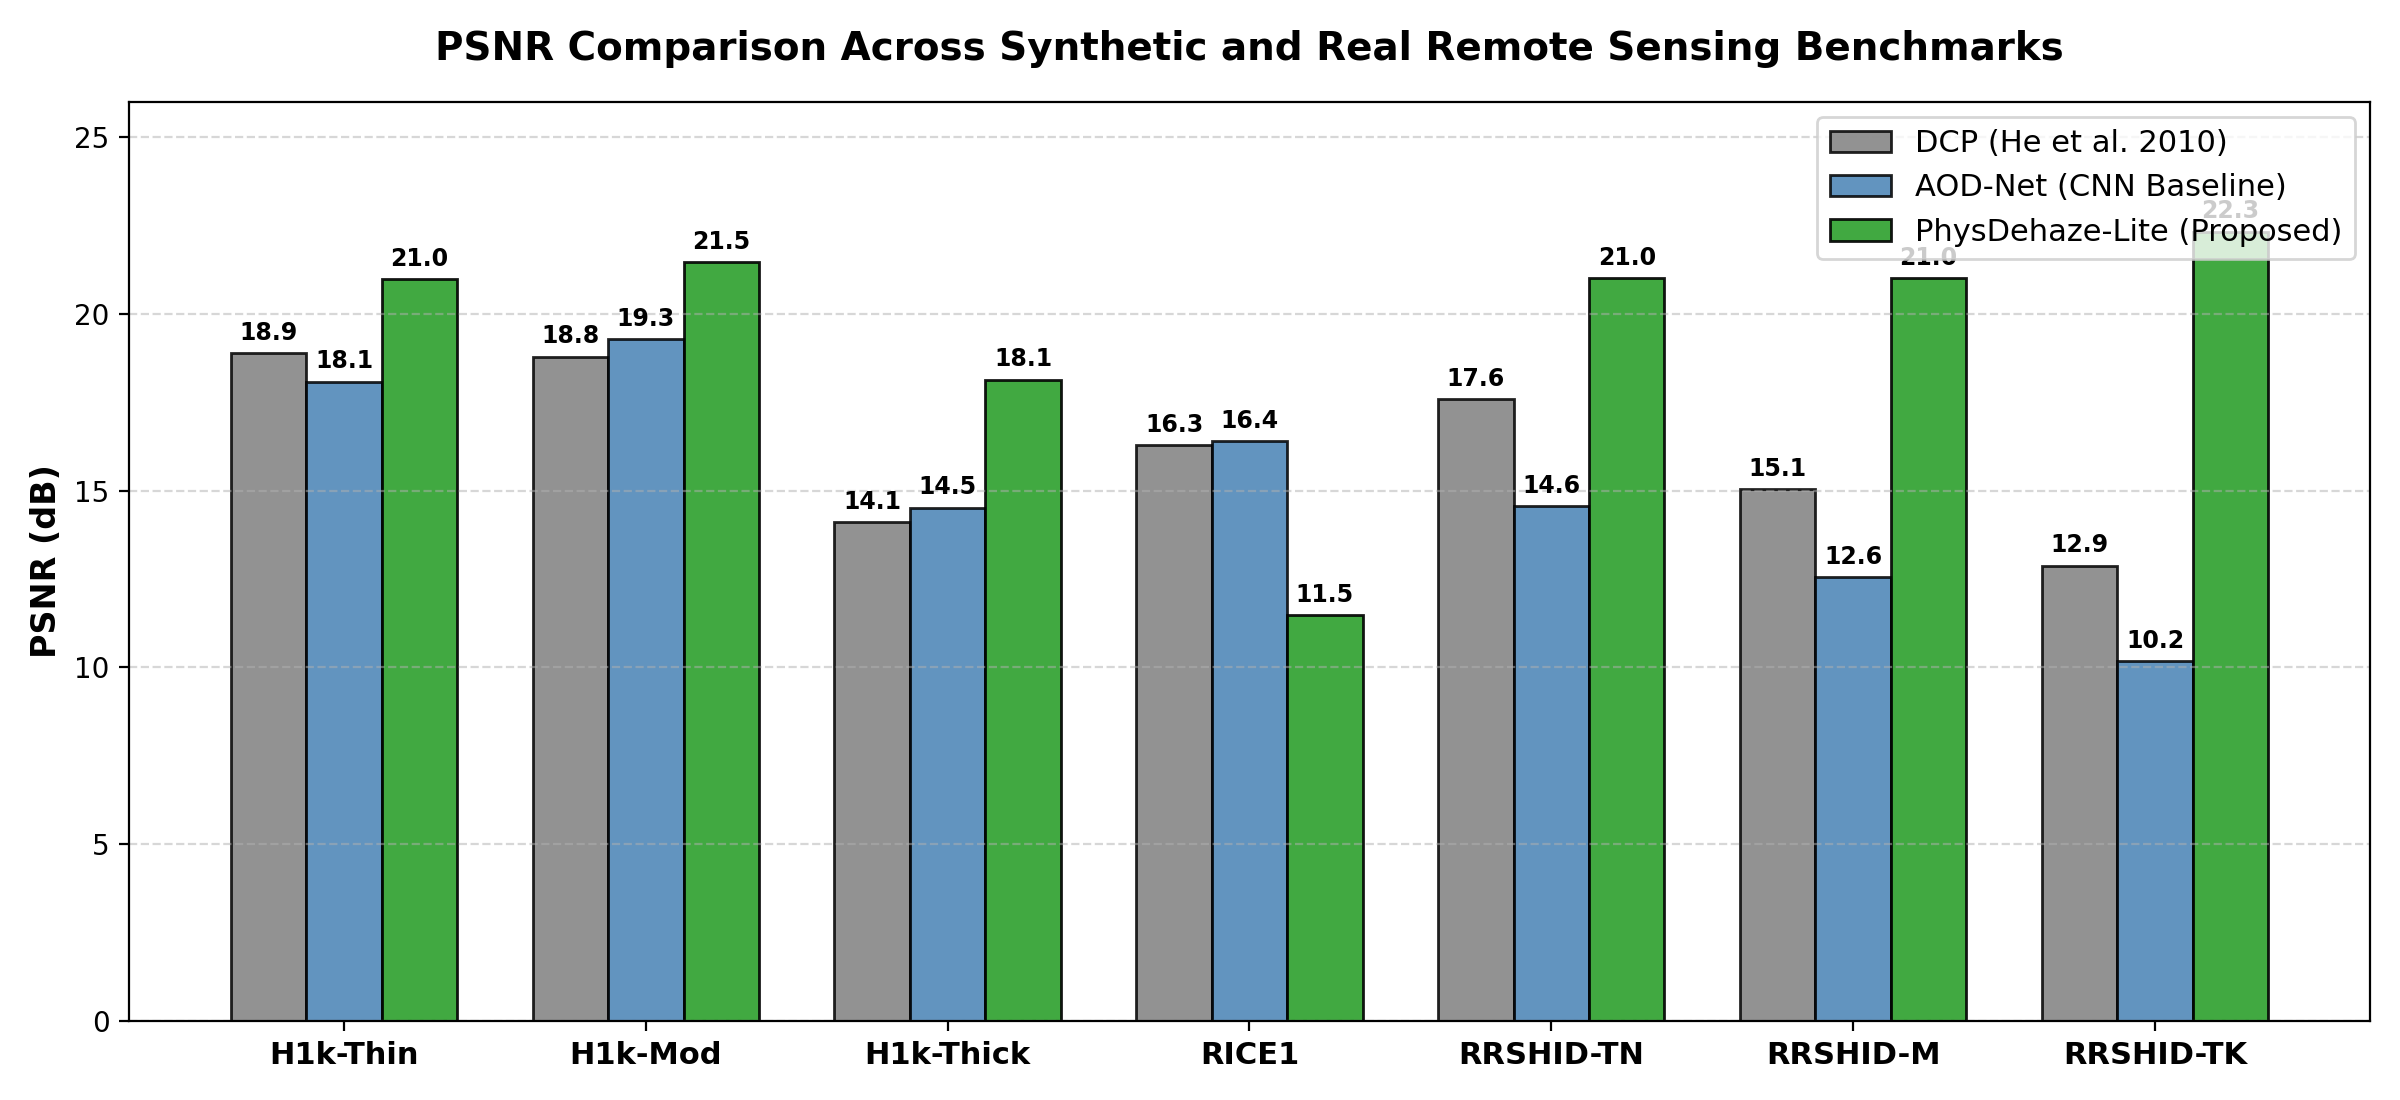 PSNR Comparison Across Synthetic and Real Remote Sensing Benchmarks
DCP (He et al. 2010)
AOD-Net (CNN Baseline)
PhysDehaze-Lite (Proposed)
PSNR (dB)
25
20
15
10
5
0
18.9 18.1 21.0
18.8 19.3 21.5
14.1 14.5 18.1
16.3 16.4 11.5
17.6 14.6 21.0
15.1 12.6 21.0
12.9 10.2 22.3
H1k-Thin H1k-Mod H1k-Thick RICE1 RRSHID-TN RRSHID-M RRSHID-TK